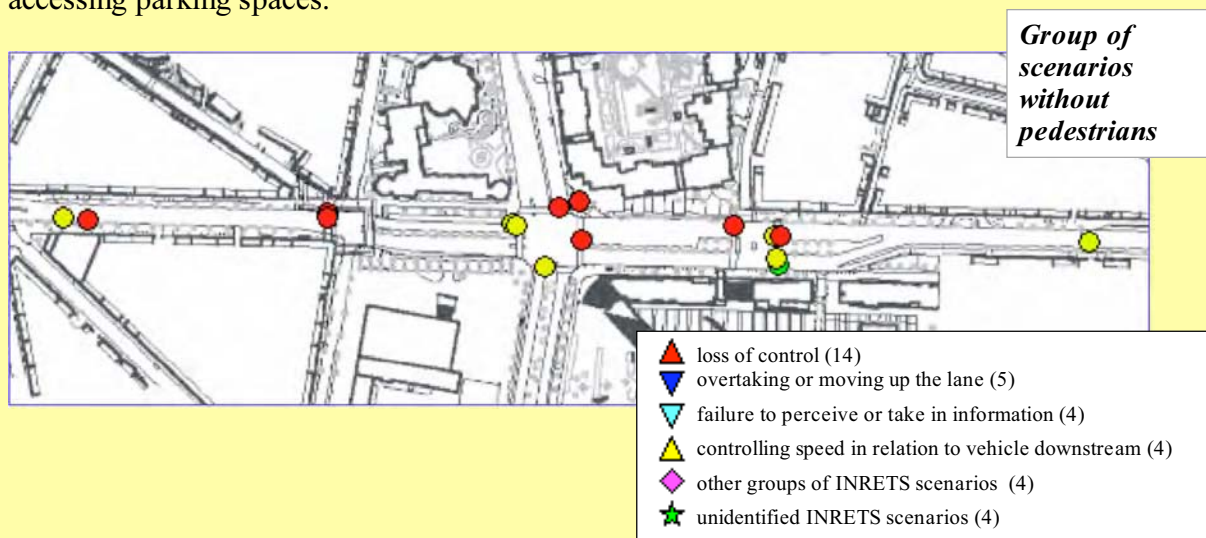 accessing parking spaces.
Group of
scenarios
without
pedestrians
loss of control (14)
overtaking or moving up the lane (5)
failure to perceive or take in information (4)
controlling speed in relation to vehicle downstream (4)
other groups of INRETS scenarios (4)
unidentified INRETS scenarios (4)